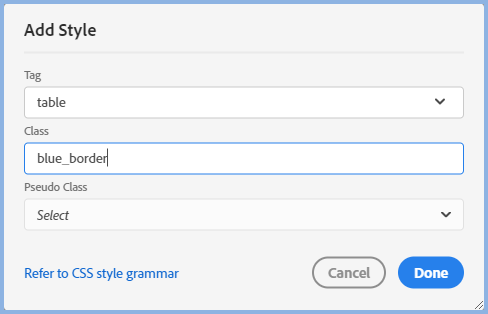 Add Style
Tag
table
Class
blue_border
Pseudo Class
Select
Refer to CSS style grammar
Cancel
Done